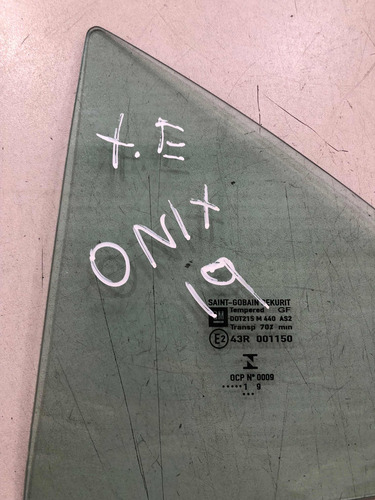 X.E
ONIX
19
SAINT-GOBAIN SEKURIT
Tempered GF
DOT215 M 440 AS2
Transp 70% min
E2 43R 001150
OCP Nº 0009
•••••1 9
•••